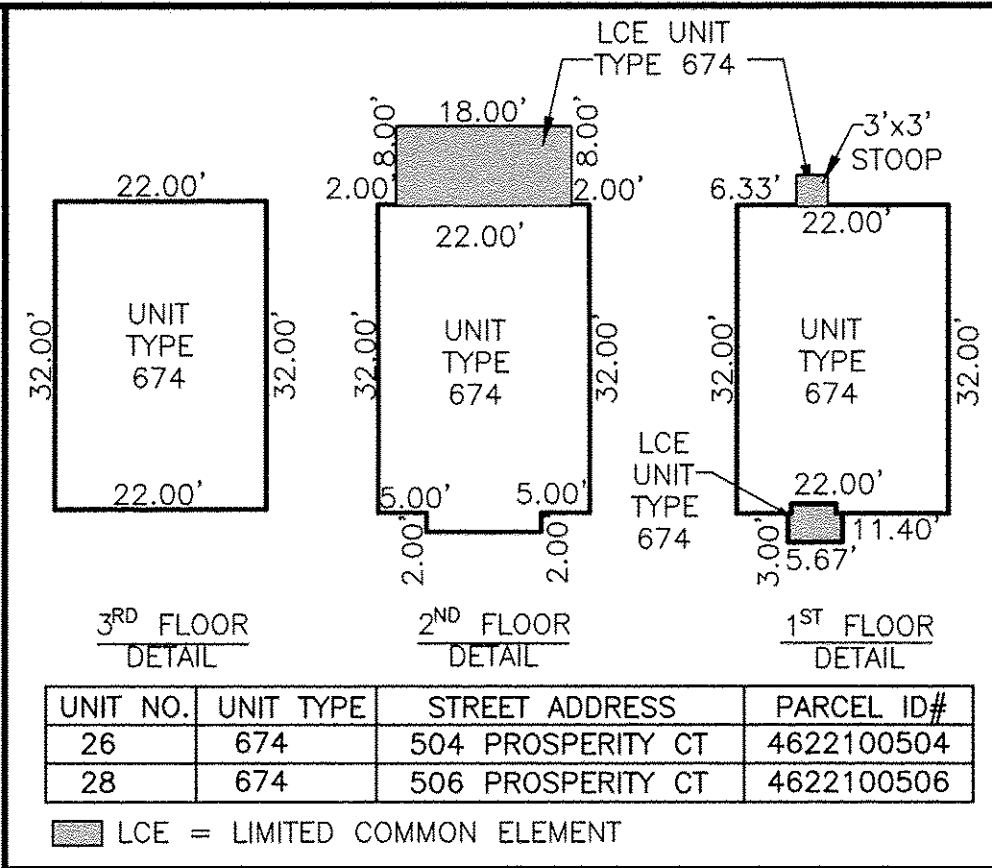 LCE UNIT
TYPE 674
3'x3'
STOOP
22.00'
32.00'
UNIT
TYPE
674
32.00'
22.00'
3RD FLOOR
DETAIL
18.00'
8.00'
8.00'
2.00'
2.00'
22.00'
32.00'
UNIT
TYPE
674
32.00'
5.00'
5.00'
2.00'
2.00'
2ND FLOOR
DETAIL
6.33'
22.00'
32.00'
UNIT
TYPE
674
32.00'
LCE
UNIT
TYPE
674
22.00'
3.00'
5.67'
11.40'
1ST FLOOR
DETAIL
UNIT NO. UNIT TYPE STREET ADDRESS PARCEL ID#
26 674 504 PROSPERITY CT 4622100504
28 674 506 PROSPERITY CT 4622100506
LCE = LIMITED COMMON ELEMENT